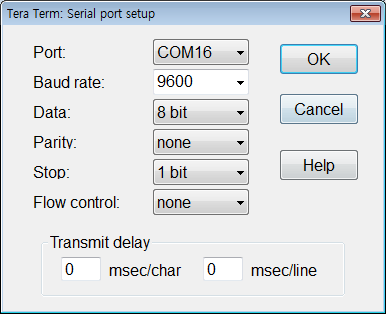 Tera Term: Serial port setup
Port: COM16 OK
Baud rate: 9600
Data: 8 bit Cancel
Parity: none
Stop: 1 bit Help
Flow control: none
Transmit delay
0 msec/char 0 msec/line